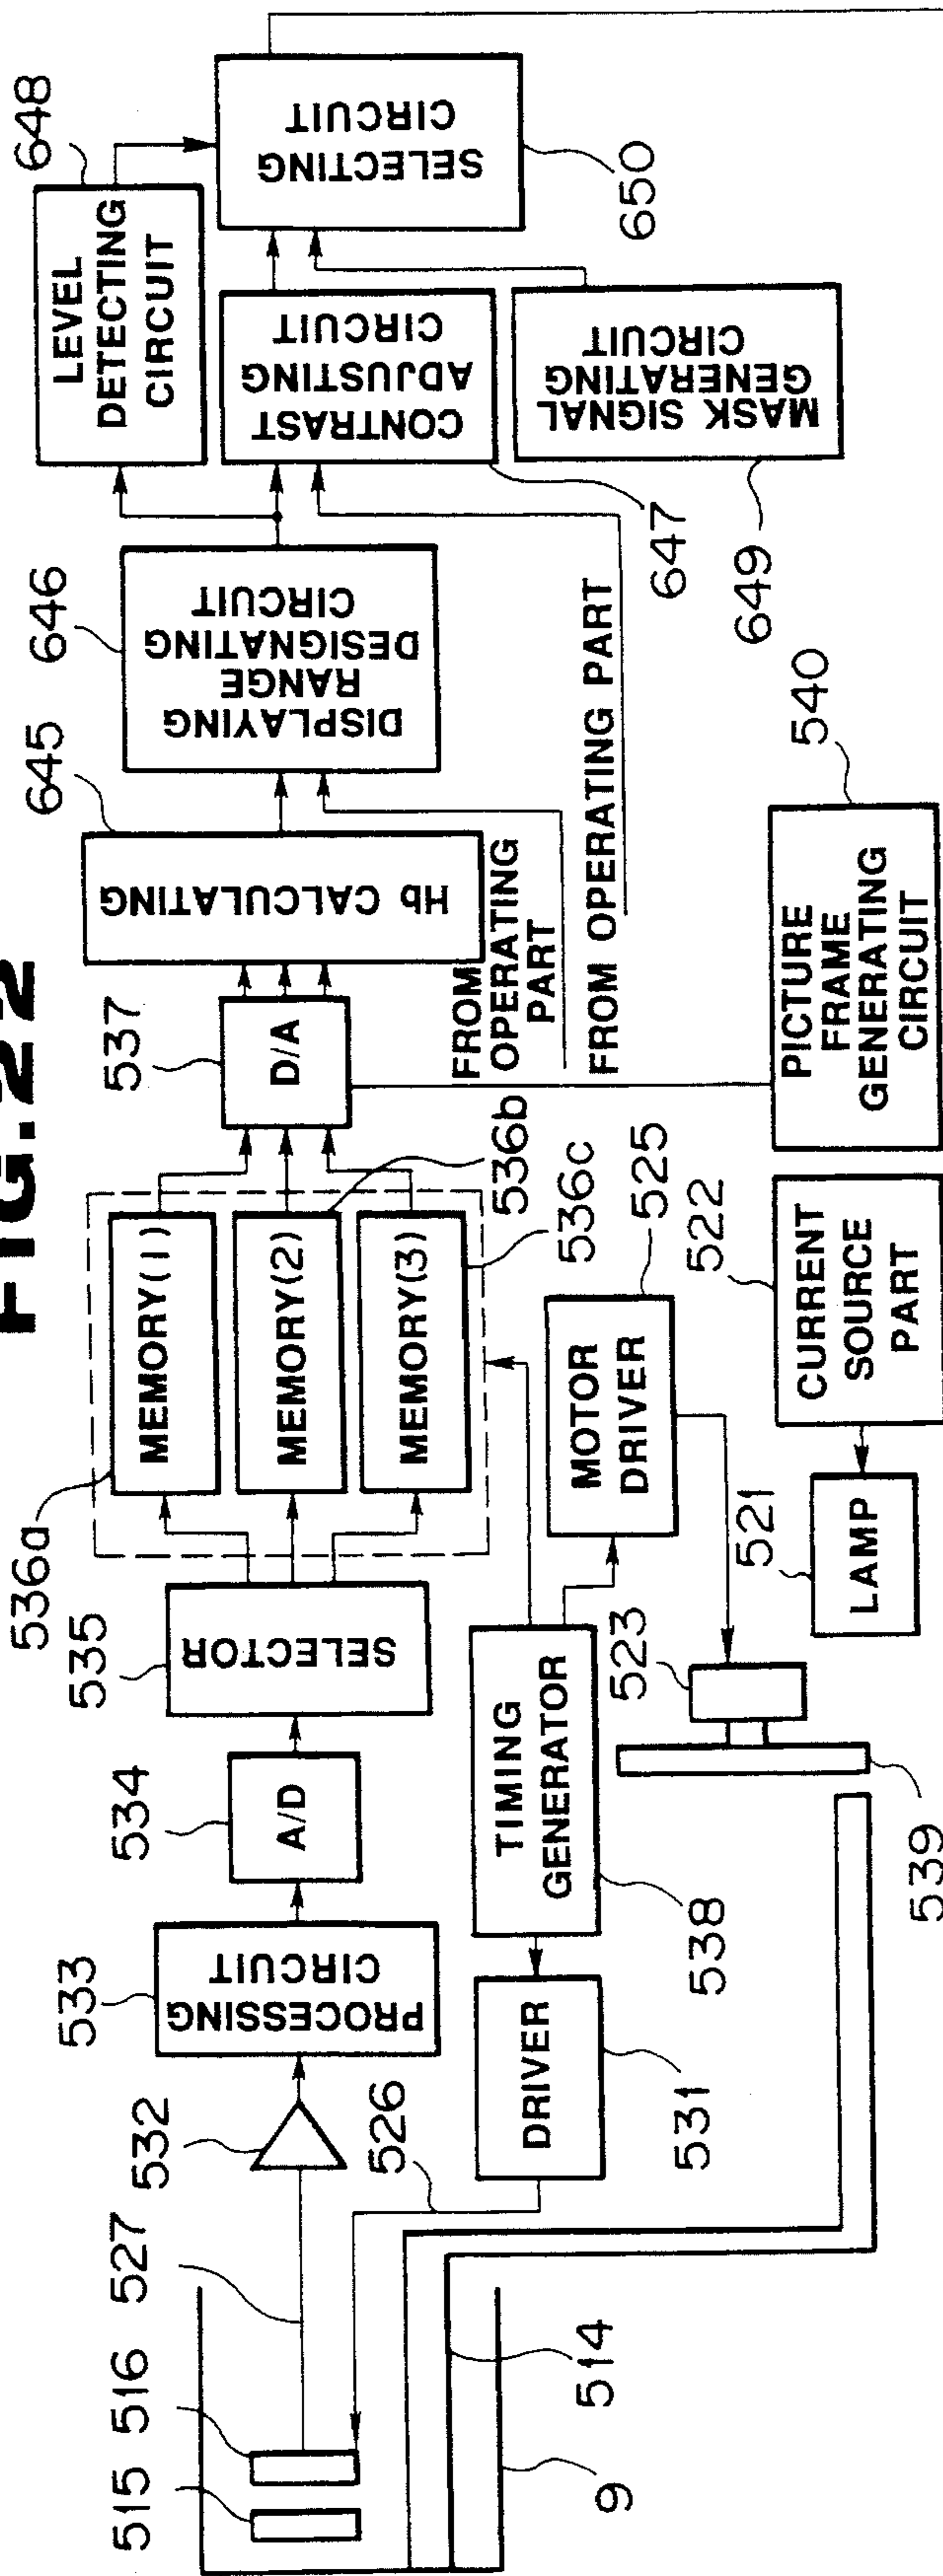 FIG.22
515
516
527
532
533
534
535
536a
537
645
646
648
PROCESSING
CIRCUIT
A/D
SELECTOR
MEMORY(1)
MEMORY(2)
MEMORY(3)
536b
536c
D/A
Hb CALCULATING
DISPLAYING
RANGE
DESIGNATING
CIRCUIT
LEVEL
DETECTING
CIRCUIT
CONTRAST
ADJUSTING
CIRCUIT
SELECTING
CIRCUIT
650
MASK SIGNAL
GENERATING
CIRCUIT
647
649
FROM
OPERATING
PART
FROM OPERATING PART
526
DRIVER
531
TIMING
GENERATOR
538
MOTOR
DRIVER
525
523
521
LAMP
522
CURRENT
SOURCE
PART
540
PICTURE
FRAME
GENERATING
CIRCUIT
539
514
9